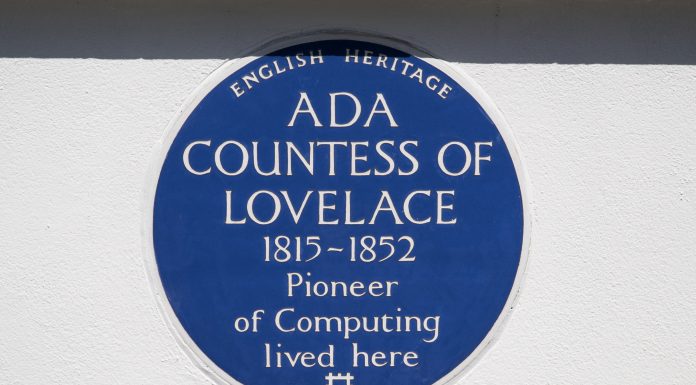 ENGLISH HERITAGE
ADA
COUNTESS OF
LOVELACE
1815~1852
Pioneer
of Computing
lived here